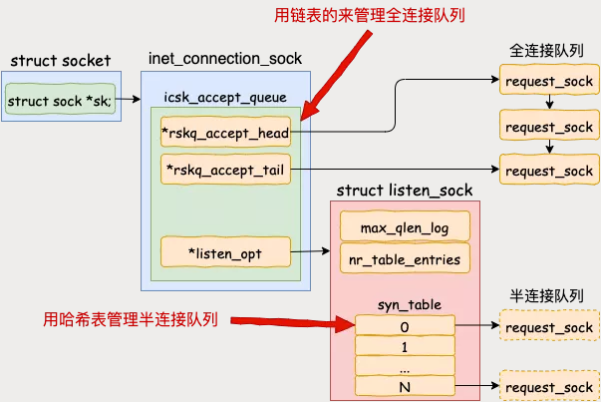 用链表的来管理全连接队列
struct socket
inet_connection_sock
全连接队列
struct sock *sk;
icsk_accept_queue
request_sock
*rskq_accept_head
request_sock
*rskq_accept_tail
request_sock
struct listen_sock
max_qlen_log
*listen_opt
nr_table_entries
syn_table
半连接队列
用哈希表管理半连接队列
0
request_sock
1
...
N
request_sock